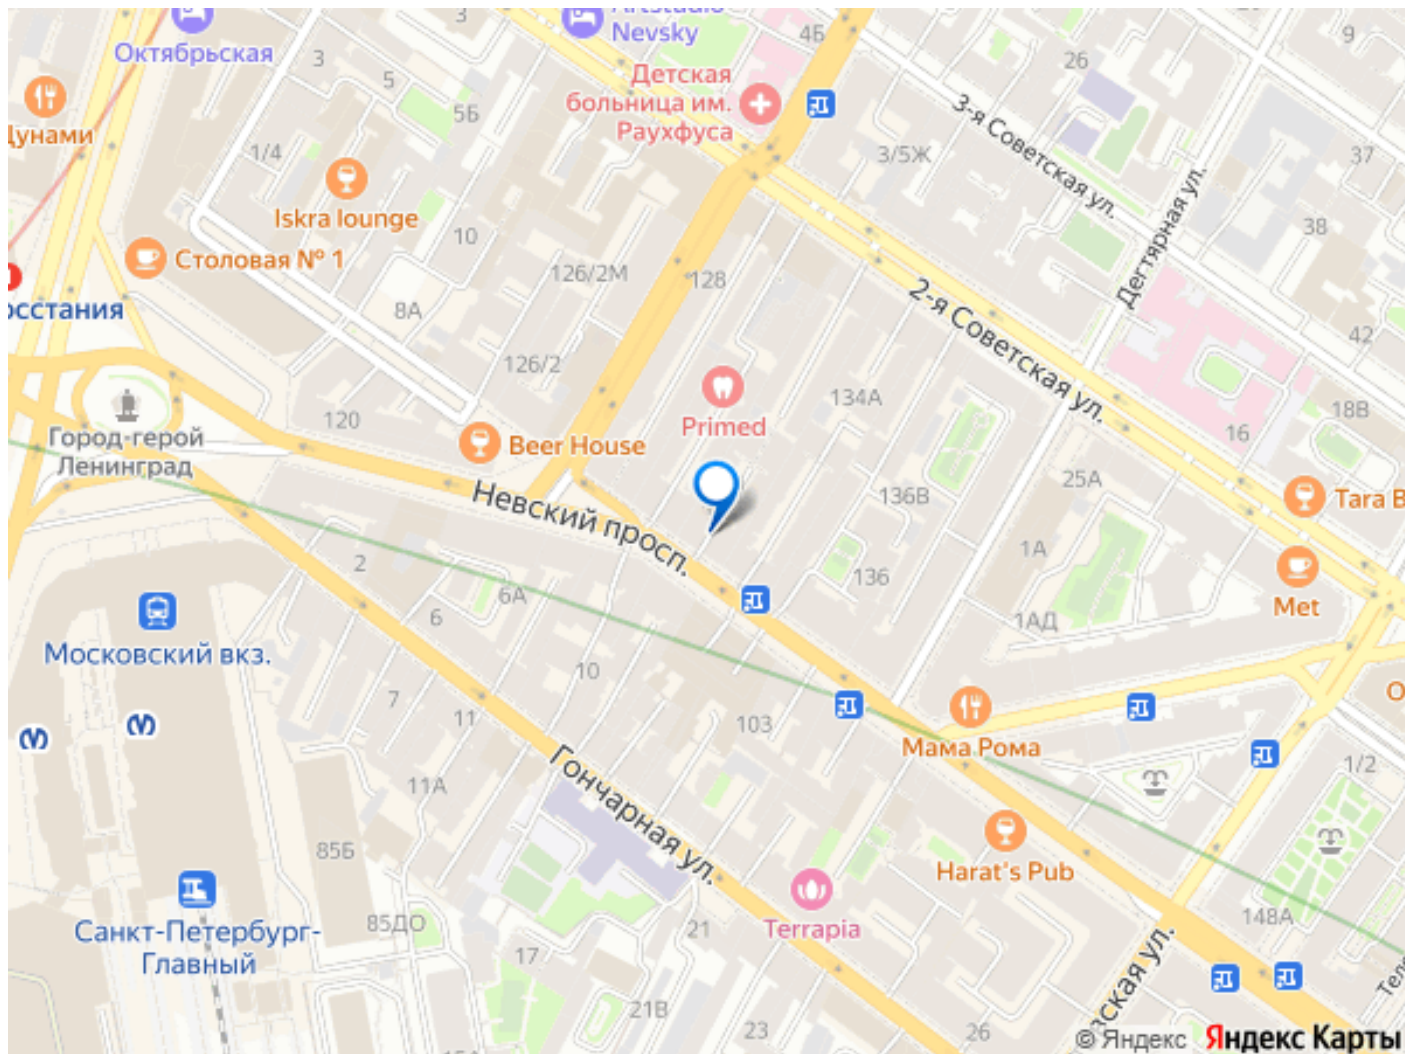 Nevsky
4Б
3
3
Октябрьская
5
5Б
26
9
Детская
больница им.
Раухфуса
3-я Советская ул.
Цунами
1/4
3/5Ж
37
Iskra lounge
10
Дегтярная ул.
38
Столовая № 1
126/2М
128
8А
2-я Советская ул.
42
126/2
134А
18В
120
Primed
16
Город-герой
Ленинград
Beer House
25А
Невский просп.
136В
Tara B
2
1А
6А
136
6
Met
1АД
Московский вкз.
10
7
11
103
Мама Рома
1/2
Гончарная ул.
11А
85Б
Harat's Pub
85ДО
Terrapia
148А
Санкт-Петербург-
Главный
21
17
21В
23
26
© Яндекс
Яндекс Карты